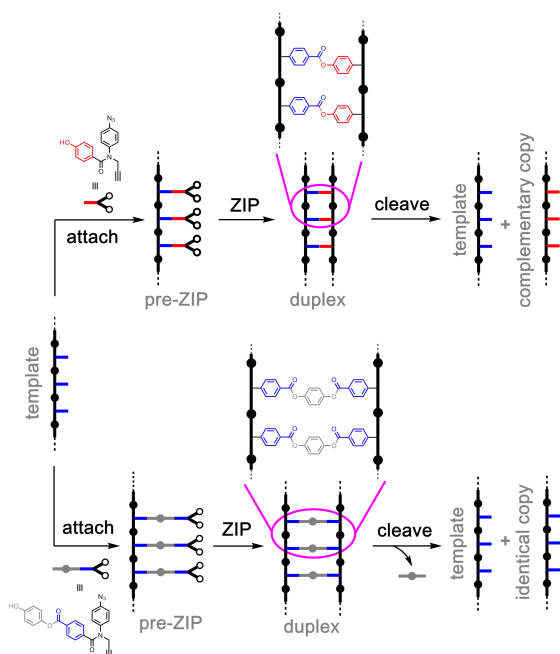 O
O
O
O
N₃
HO
N
O
≡
attach
ZIP
cleave
pre-ZIP
duplex
template
+
complementary copy
template
O
O
O
O
O
O
O
O
attach
ZIP
cleave
pre-ZIP
duplex
template
+
identical copy
≡
N₃
HO
O
O
N
O